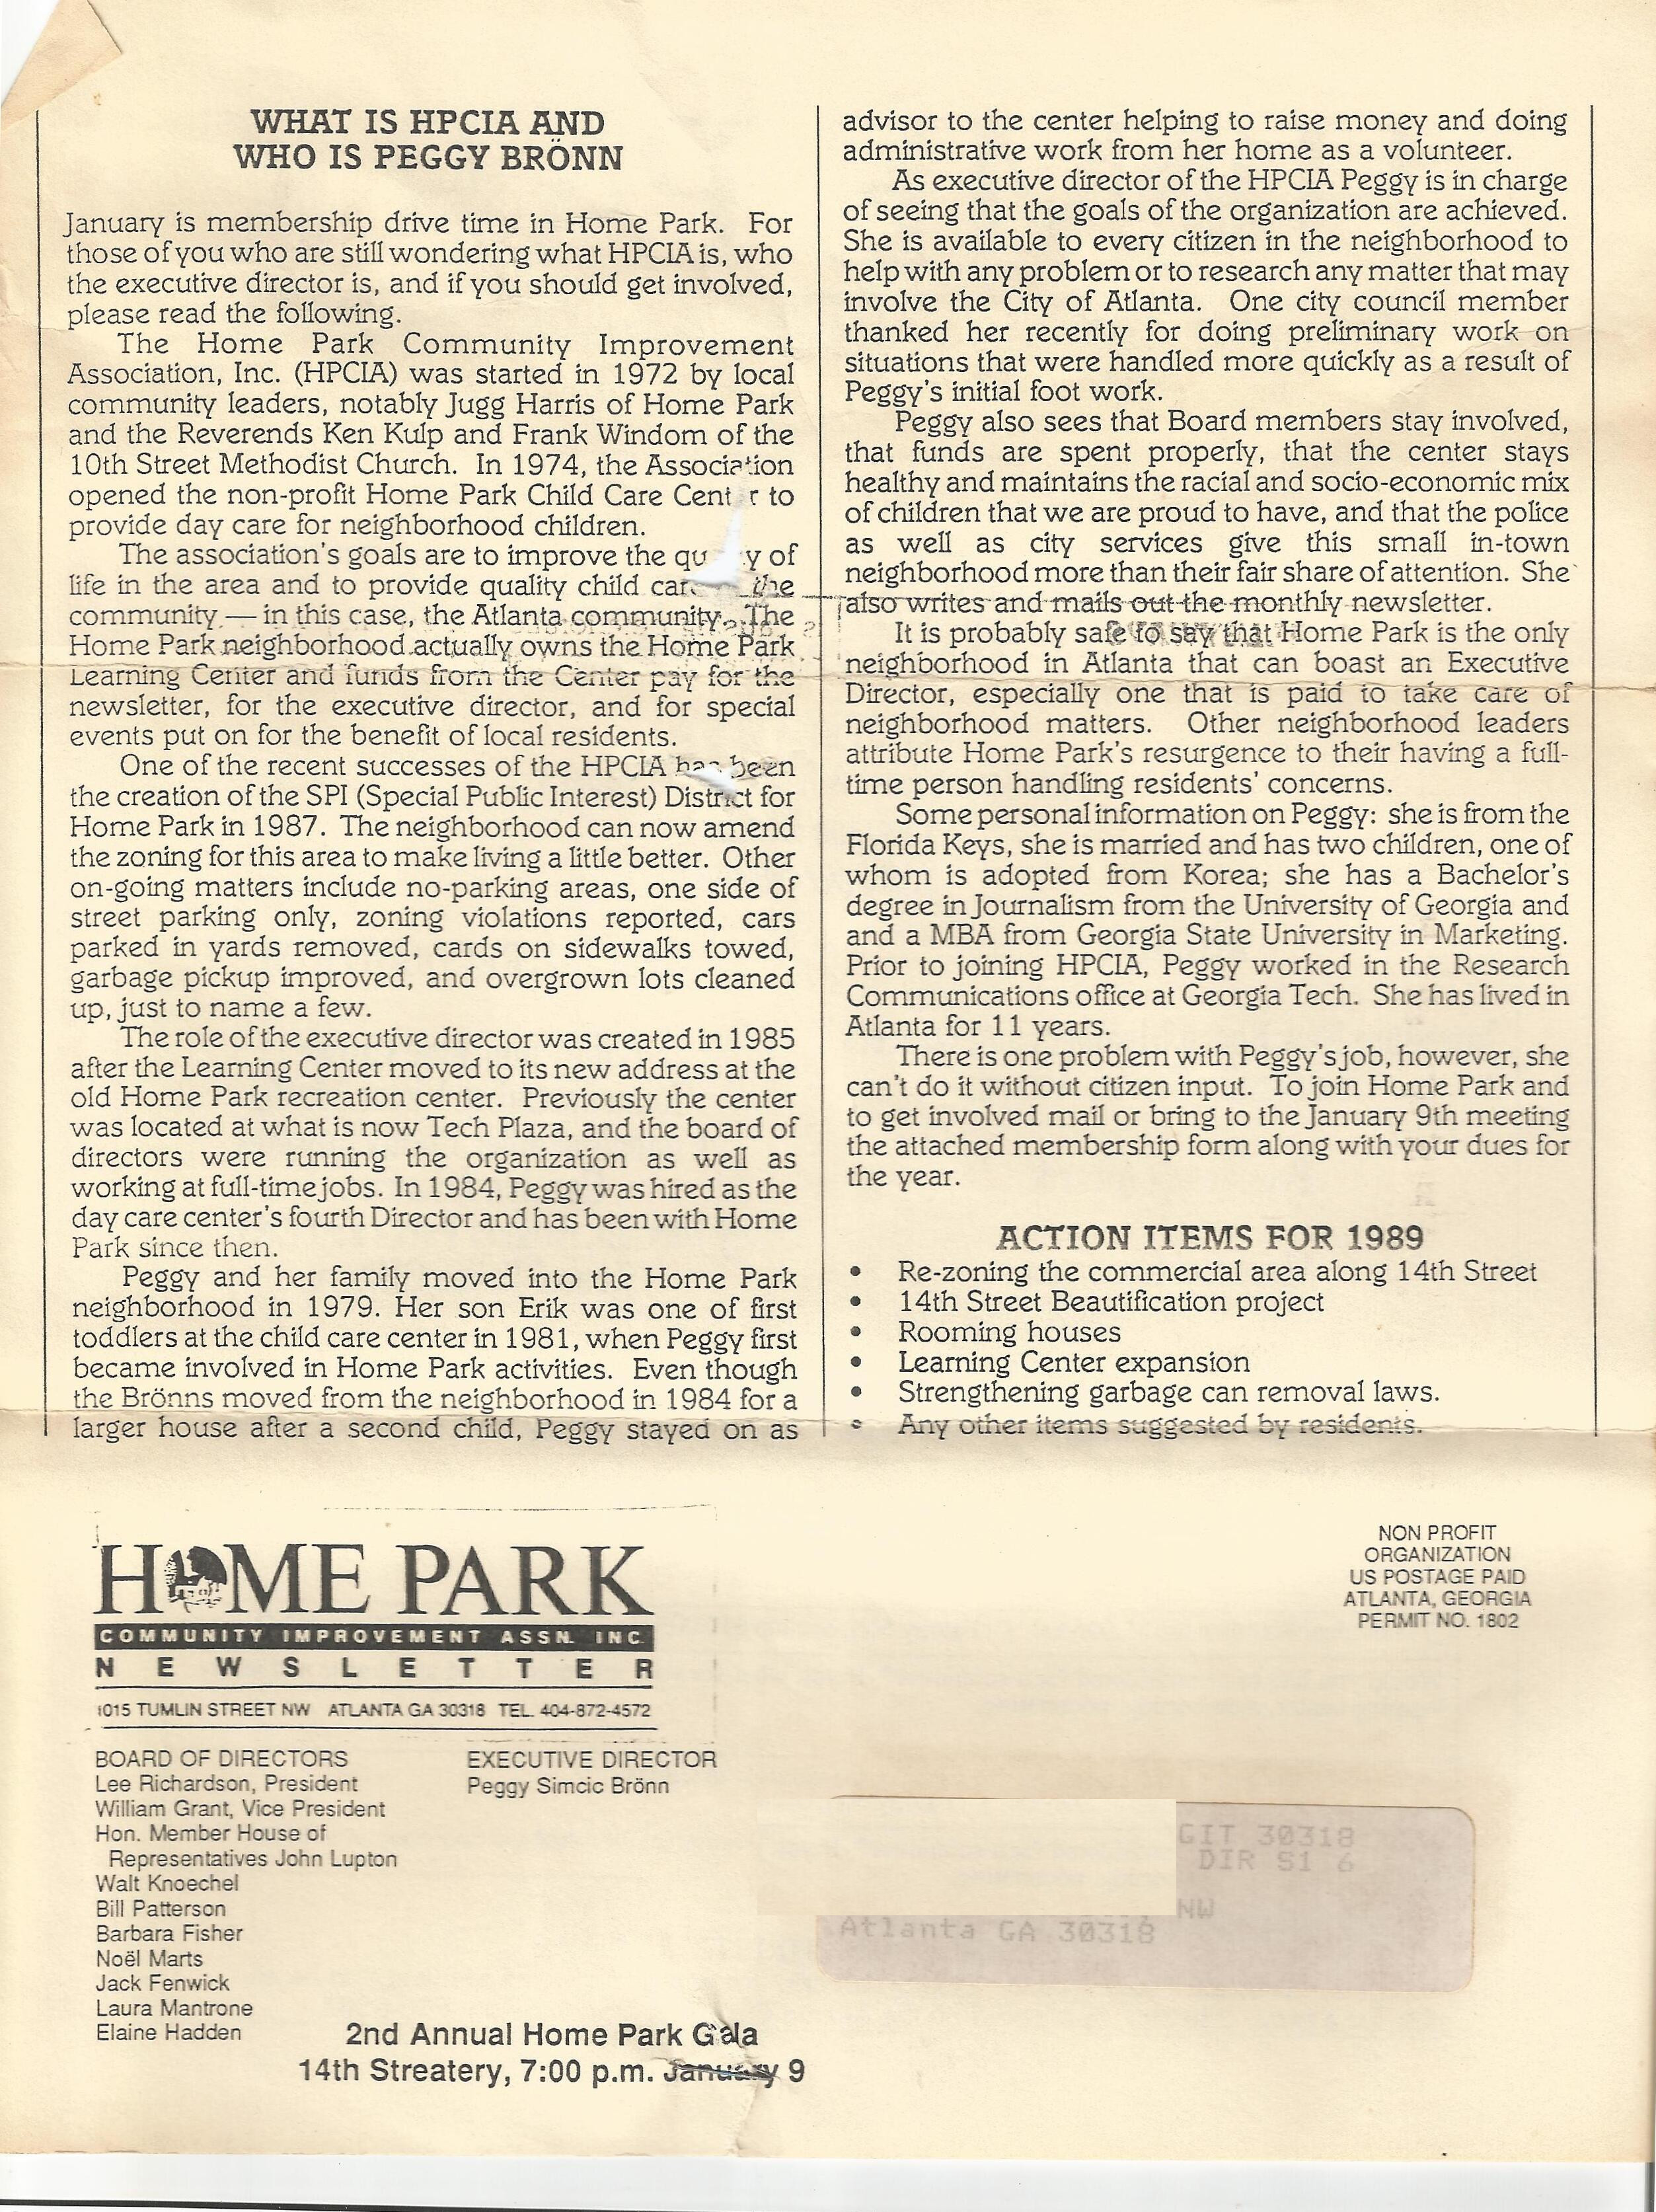 WHAT IS HPCIA AND
WHO IS PEGGY BRÖNN
January is membership drive time in Home Park. For
those of you who are still wondering what HPCIA is, who
the executive director is, and if you should get involved,
please read the following.
The Home Park Community Improvement
Association, Inc. (HPCIA) was started in 1972 by local
community leaders, notably Jugg Harris of Home Park
and the Reverends Ken Kulp and Frank Windom of the
10th Street Methodist Church. In 1974, the Association
opened the non-profit Home Park Child Care Cent r to
provide day care for neighborhood children.
The association's goals are to improve the qu y of
life in the area and to provide quality child car the
community — in this case, the Atlanta community. The
Home Park neighborhood actually owns the Home Park
Learning Center and funds from the Center pay for the
newsletter, for the executive director, and for special
events put on for the benefit of local residents.
One of the recent successes of the HPCIA has been
the creation of the SPI (Special Public Interest) District for
Home Park in 1987. The neighborhood can now amend
the zoning for this area to make living a little better. Other
on-going matters include no-parking areas, one side of
street parking only, zoning violations reported, cars
parked in yards removed, cards on sidewalks towed,
garbage pickup improved, and overgrown lots cleaned
up, just to name a few.
The role of the executive director was created in 1985
after the Learning Center moved to its new address at the
old Home Park recreation center. Previously the center
was located at what is now Tech Plaza, and the board of
directors were running the organization as well as
working at full-time jobs. In 1984, Peggy was hired as the
day care center's fourth Director and has been with Home
Park since then.
Peggy and her family moved into the Home Park
neighborhood in 1979. Her son Erik was one of first
toddlers at the child care center in 1981, when Peggy first
became involved in Home Park activities. Even though
the Brönns moved from the neighborhood in 1984 for a
larger house after a second child, Peggy stayed on as
advisor to the center helping to raise money and doing
administrative work from her home as a volunteer.
As executive director of the HPCIA Peggy is in charge
of seeing that the goals of the organization are achieved.
She is available to every citizen in the neighborhood to
help with any problem or to research any matter that may
involve the City of Atlanta. One city council member
thanked her recently for doing preliminary work on
situations that were handled more quickly as a result of
Peggy's initial foot work.
Peggy also sees that Board members stay involved,
that funds are spent properly, that the center stays
healthy and maintains the racial and socio-economic mix
of children that we are proud to have, and that the police
as well as city services give this small in-town
neighborhood more than their fair share of attention. She
also writes and mails out the monthly newsletter.
It is probably safe to say that Home Park is the only
neighborhood in Atlanta that can boast an Executive
Director, especially one that is paid to take care of
neighborhood matters. Other neighborhood leaders
attribute Home Park's resurgence to their having a full-
time person handling residents' concerns.
Some personal information on Peggy: she is from the
Florida Keys, she is married and has two children, one of
whom is adopted from Korea; she has a Bachelor's
degree in Journalism from the University of Georgia and
and a MBA from Georgia State University in Marketing.
Prior to joining HPCIA, Peggy worked in the Research
Communications office at Georgia Tech. She has lived in
Atlanta for 11 years.
There is one problem with Peggy's job, however, she
can't do it without citizen input. To join Home Park and
to get involved mail or bring to the January 9th meeting
the attached membership form along with your dues for
the year.
ACTION ITEMS FOR 1989
• Re-zoning the commercial area along 14th Street
• 14th Street Beautification project
• Rooming houses
• Learning Center expansion
• Strengthening garbage can removal laws.
• Any other items suggested by residents.
HOME PARK
COMMUNITY IMPROVEMENT ASSN. INC.
NEWSLETTER
1015 TUMLIN STREET NW ATLANTA GA 30318 TEL. 404-872-4572
BOARD OF DIRECTORS
Lee Richardson, President
William Grant, Vice President
Hon. Member House of
Representatives John Lupton
Walt Knoechel
Bill Patterson
Barbara Fisher
Noël Marts
Jack Fenwick
Laura Mantrone
Elaine Hadden
EXECUTIVE DIRECTOR
Peggy Simcic Brönn
2nd Annual Home Park Gala
14th Streatery, 7:00 p.m. January 9
NON PROFIT
ORGANIZATION
US POSTAGE PAID
ATLANTA, GEORGIA
PERMIT NO. 1802
GIT 30318
DIR S1 6
NW
Atlanta GA 30318